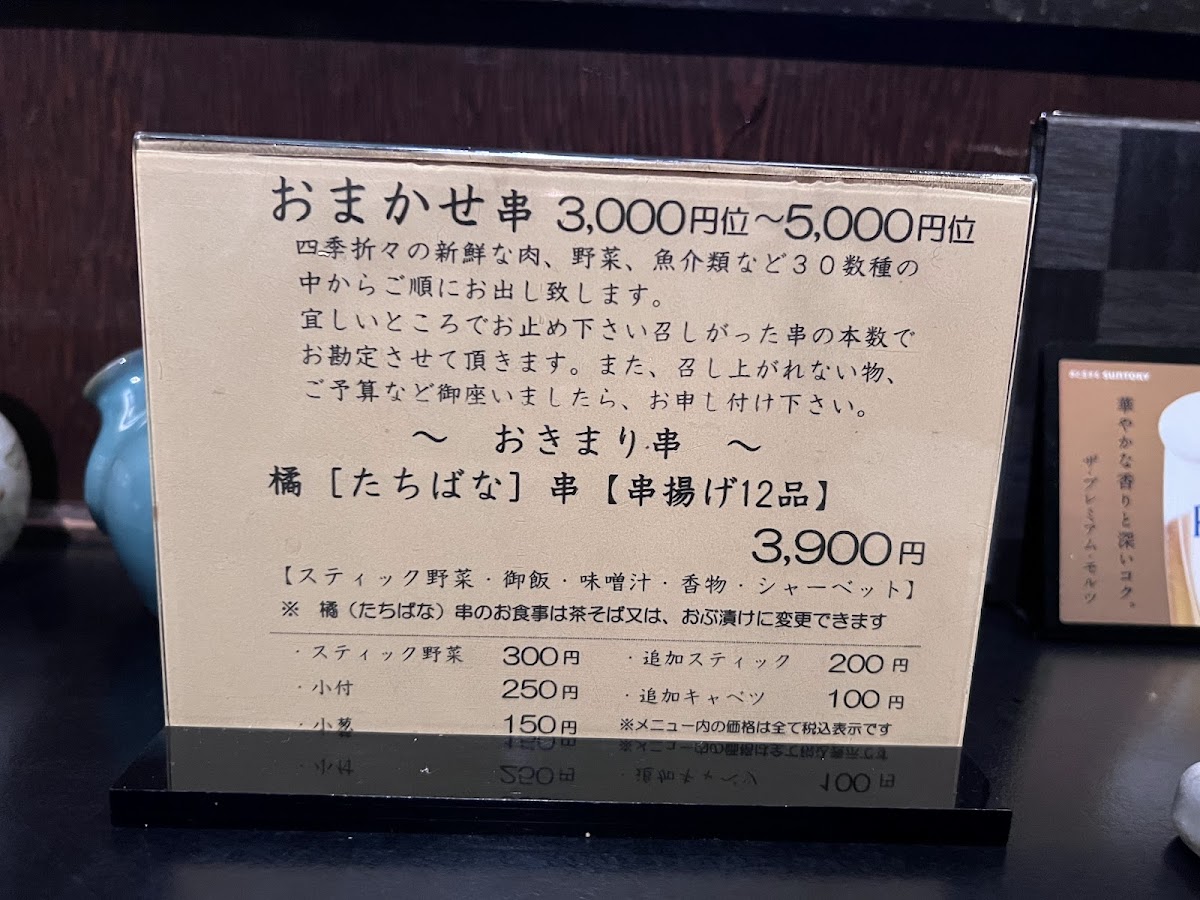 おまかせ串 3,000円位～5,000円位
四季折々の新鮮な肉、野菜、魚介類など３０数種の
中からご順にお出し致します。
宜しいところでお止め下さい召しがった串の本数で
お勘定させて頂きます。また、召し上がれない物、
ご予算など御座いましたら、お申し付け下さい。
～ おきまり串 ～
橘［たちばな］串【串揚げ12品】
3,900円
【スティック野菜・御飯・味噌汁・香物・シャーベット】
※ 橘（たちばな）串のお食事は茶そば又は、おぶ漬けに変更できます
・スティック野菜 300円
・小付 250円
・小葱 150円
・追加スティック 200円
・追加キャベツ 100円
※メニュー内の価格は全て税込表示です
SUNTORY
華やかな香りと深いコク。
ザ・プレミアム・モルツ